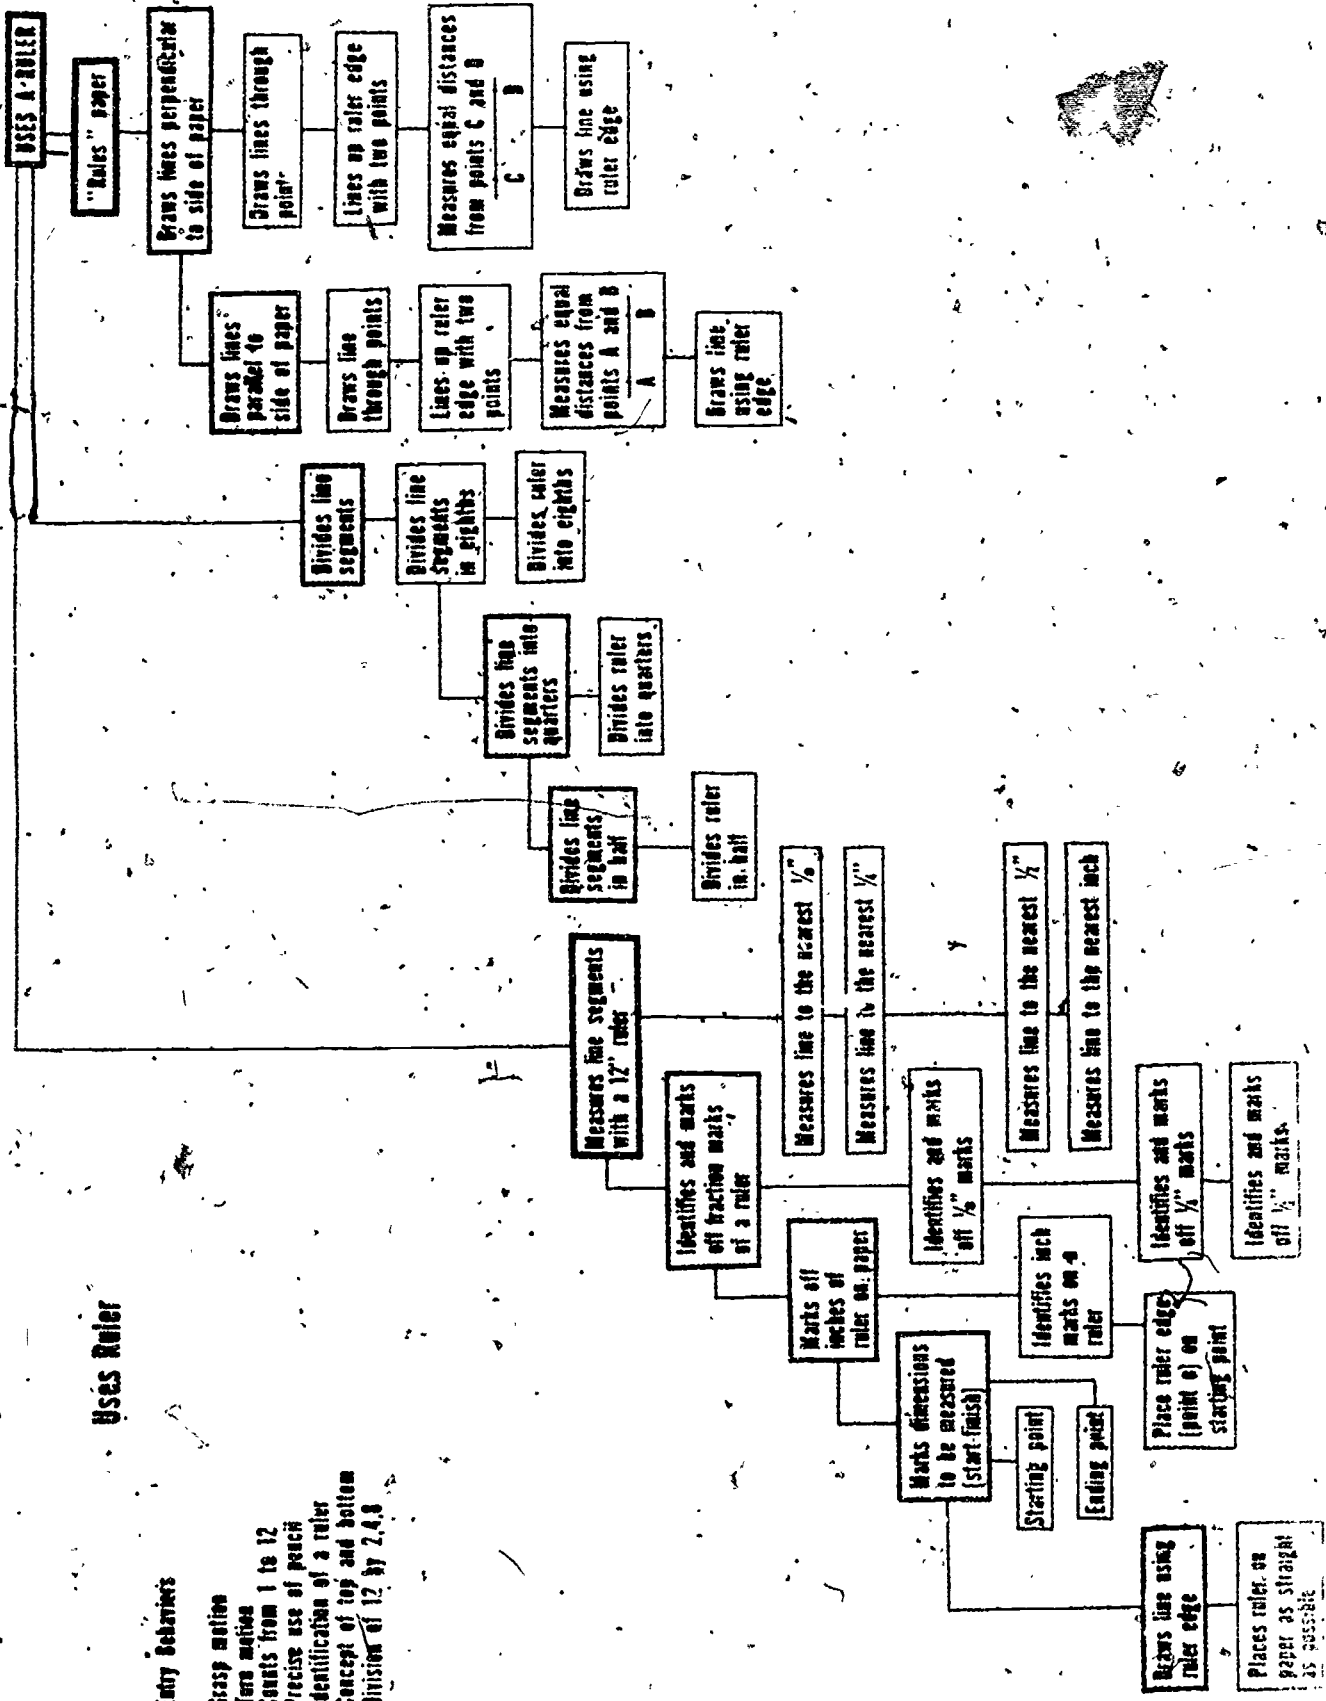 Uses Ruler
Entry Behaviors
Grasp motion
Turn motion
Counts from 1 to 12
Precise use of pencil
Identification of a ruler
Concept of top and bottom
Division of 12 by 2,4,8
USES A RULER
"Rules" paper
Draws lines perpendicular
to side of paper
Draws lines through
point
Lines up ruler edge
with two points
Measures equal distances
from points C and B
C B
Draws line using
ruler edge
Draws lines
parallel to
side of paper
Draws line
through points
Lines up ruler
edge with two
points
Measures equal
distances from
points A and B
A B
Draws line
using ruler
edge
Divides line
segments
Divides line
segments
in eighths
Divides ruler
into eighths
Divides line
segments into
quarters
Divides ruler
into quarters
Divides line
segments
in half
Divides ruler
in half
Measures line segments
with a 12" ruler
Measures line to the nearest ⅛"
Measures line to the nearest ¼"
Measures line to the nearest ½"
Measures line to the nearest inch
Identifies and marks
off fraction marks
of a ruler
Identifies and marks
off ⅛" marks
Identifies and marks
off ¼" marks
Identifies and marks
off ½" marks
Marks off
inches of
ruler on paper
Identifies inch
marks on a
ruler
Place ruler edge
(point 0) on
starting point
Marks dimensions
to be measured
(start-finish)
Starting point
Ending point
Draws line using
ruler edge
Places ruler on
paper as straight
as possible